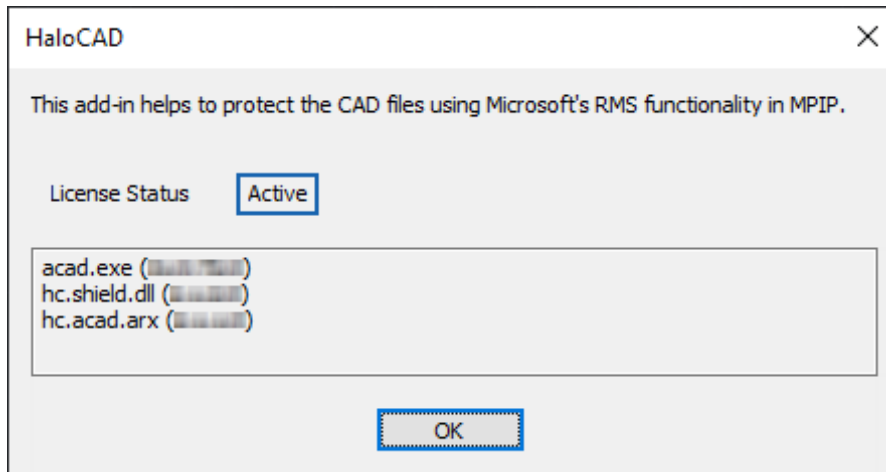 HaloCAD
This add-in helps to protect the CAD files using Microsoft's RMS functionality in MPIP.
License Status Active
acad.exe ( )
hc.shield.dll ( )
hc.acad.arx ( )
OK